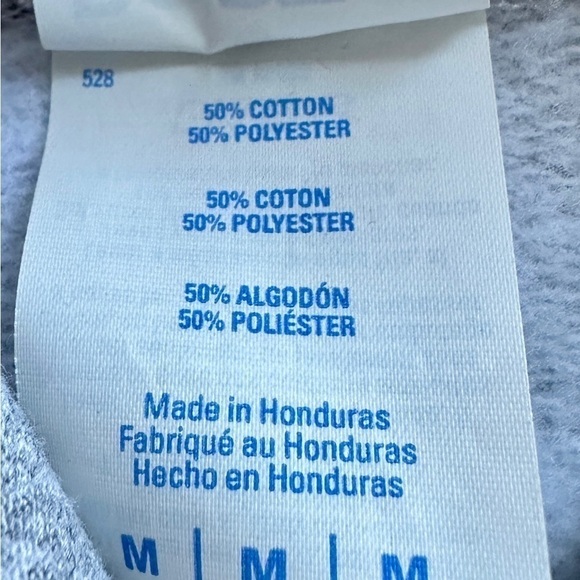 528
50% COTTON
50% POLYESTER
50% COTON
50% POLYESTER
50% ALGODÓN
50% POLIÉSTER
Made in Honduras
Fabriqué au Honduras
Hecho en Honduras
M | M | M